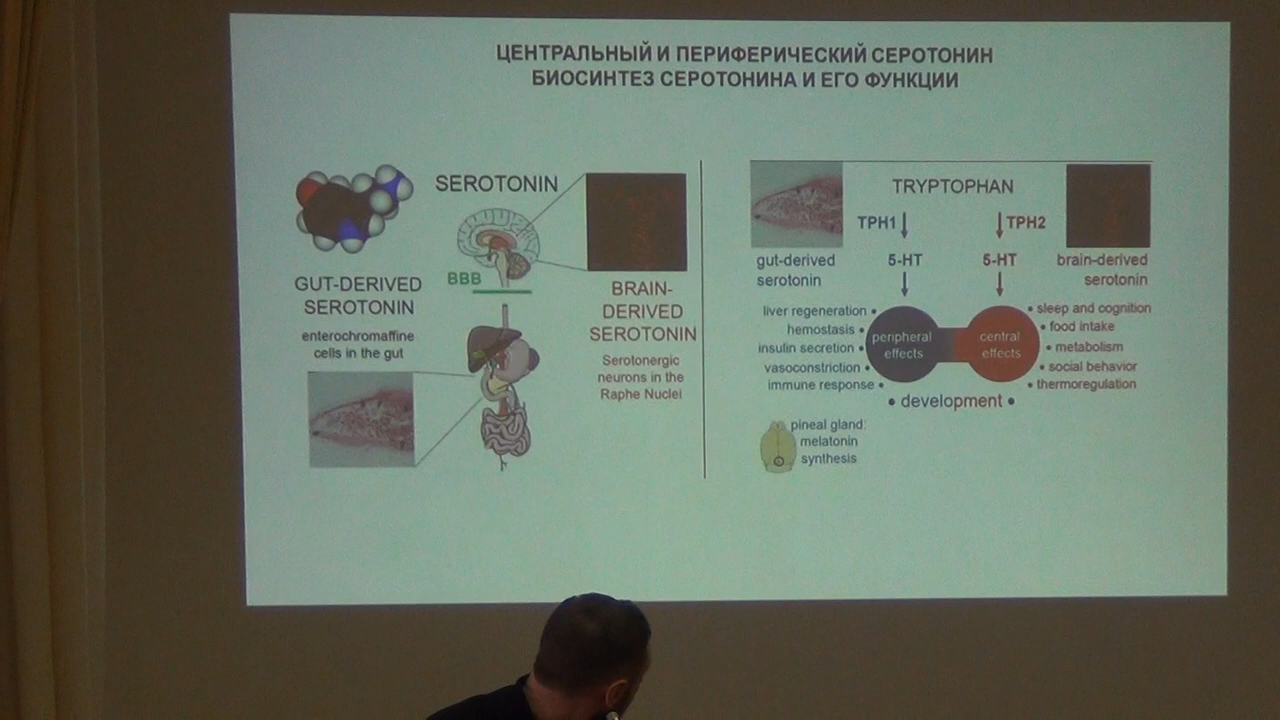 ЦЕНТРАЛЬНЫЙ И ПЕРИФЕРИЧЕСКИЙ СЕРОТОНИН
БИОСИНТЕЗ СЕРОТОНИНА И ЕГО ФУНКЦИИ
SEROTONIN
BBB
GUT-DERIVED
SEROTONIN
enterochromaffine
cells in the gut
BRAIN-
DERIVED
SEROTONIN
Serotonergic
neurons in the
Raphe Nuclei
TRYPTOPHAN
TPH1
TPH2
gut-derived
serotonin
5-HT
5-HT
brain-derived
serotonin
liver regeneration •
hemostasis •
insulin secretion •
vasoconstriction •
immune response •
peripheral
effects
central
effects
• sleep and cognition
• food intake
• metabolism
• social behavior
• thermoregulation
• development •
pineal gland:
melatonin
synthesis